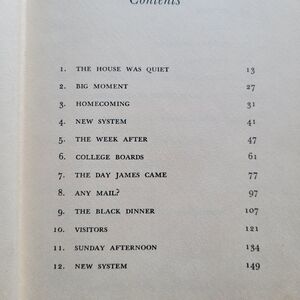 Contents
1. THE HOUSE WAS QUIET 13
2. BIG MOMENT 27
3. HOMECOMING 31
4. NEW SYSTEM 41
5. THE WEEK AFTER 47
6. COLLEGE BOARDS 61
7. THE DAY JAMES CAME 77
8. ANY MAIL? 97
9. THE BLACK DINNER 107
10. VISITORS 121
11. SUNDAY AFTERNOON 134
12. NEW SYSTEM 149